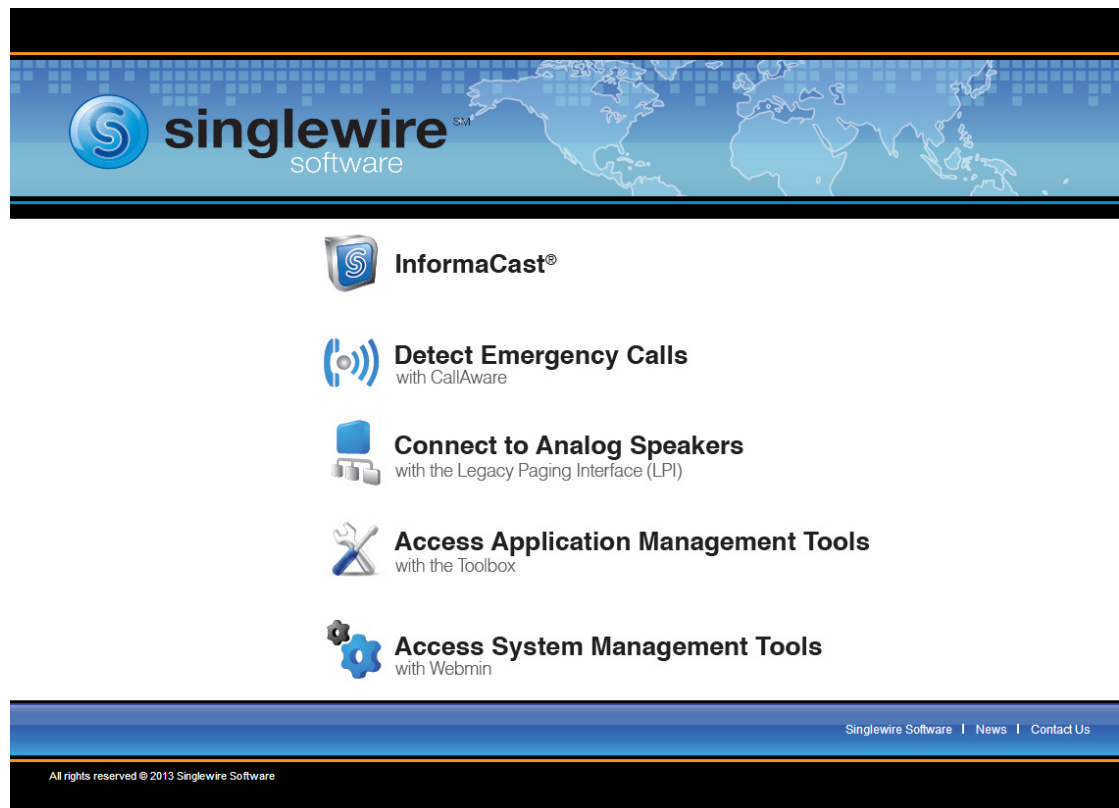 singlewire SM
software
InformaCast®
Detect Emergency Calls
with CallAware
Connect to Analog Speakers
with the Legacy Paging Interface (LPI)
Access Application Management Tools
with the Toolbox
Access System Management Tools
with Webmin
Singlewire Software | News | Contact Us
All rights reserved © 2013 Singlewire Software